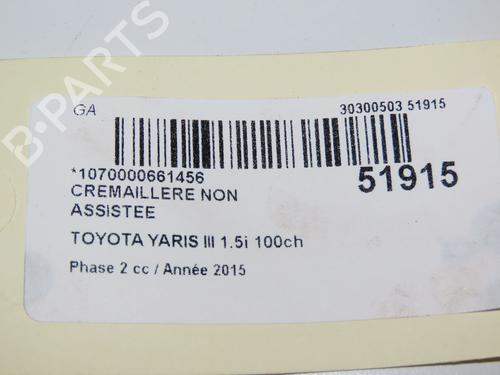 GA
30300503 51915
*1070000661456
51915
CREMAILLERE NON
ASSISTEE
TOYOTA YARIS III 1.5i 100ch
Phase 2 cc / Année 2015
B-PARTS